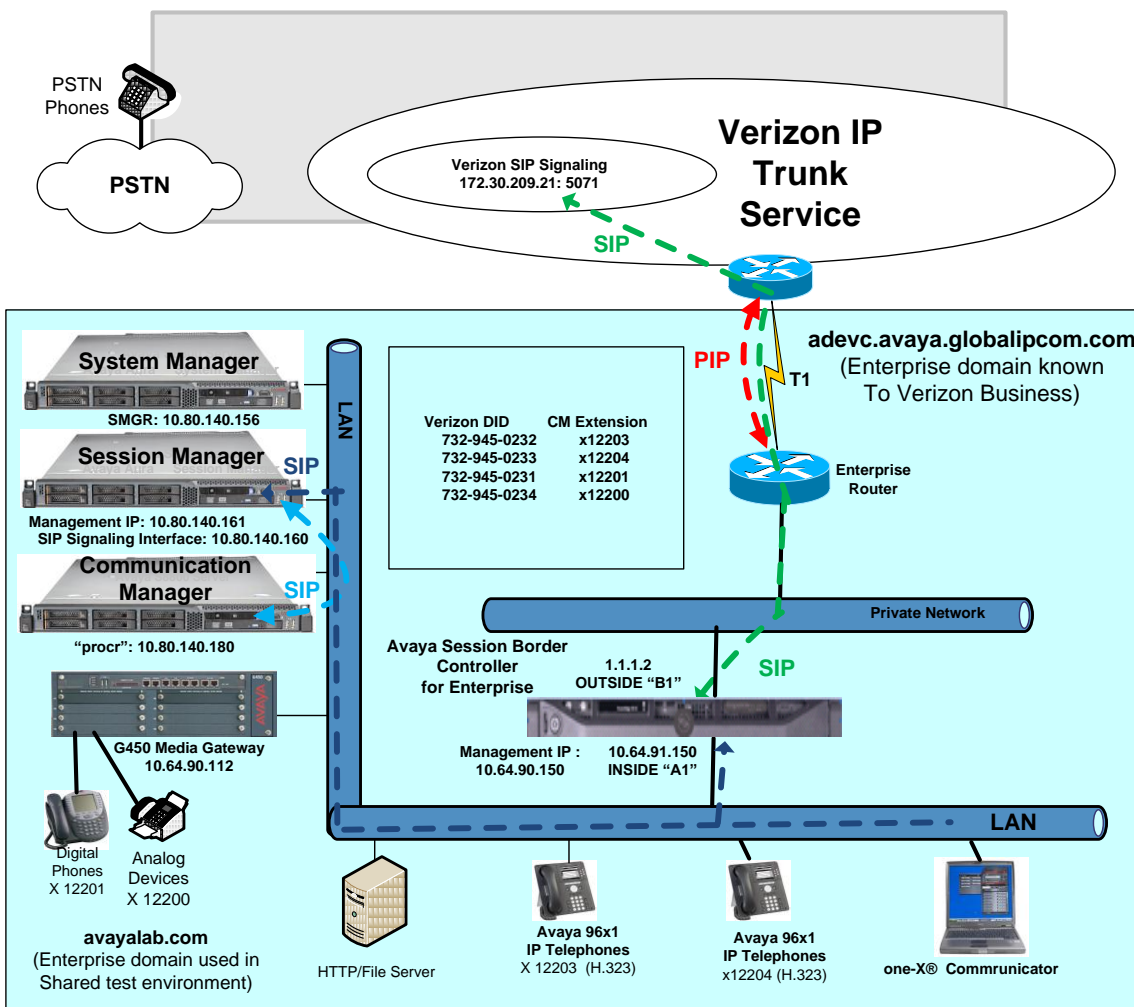 PSTN
Phones
PSTN
Verizon IP
Trunk
Service
Verizon SIP Signaling
172.30.209.21: 5071
SIP
adevc.avaya.globalipcom.com
(Enterprise domain known
To Verizon Business)
PIP
T1
Enterprise
Router
System Manager
SMGR: 10.80.140.156
LAN
Session Manager
SIP
Management IP: 10.80.140.161
SIP Signaling Interface: 10.80.140.160
Communication
Manager
SIP
"procr": 10.80.140.180
Verizon DID CM Extension
732-945-0232 x12203
732-945-0233 x12204
732-945-0231 x12201
732-945-0234 x12200
Private Network
Avaya Session Border
Controller
for Enterprise
1.1.1.2
OUTSIDE "B1"
SIP
Management IP :
10.64.90.150
10.64.91.150
INSIDE "A1"
AVAYA
G450 Media Gateway
10.64.90.112
LAN
Digital
Phones
X 12201
Analog
Devices
X 12200
avayalab.com
(Enterprise domain used in
Shared test environment)
HTTP/File Server
Avaya 96x1
IP Telephones
X 12203 (H.323)
Avaya 96x1
IP Telephones
x12204 (H.323)
one-X® Commrunicator